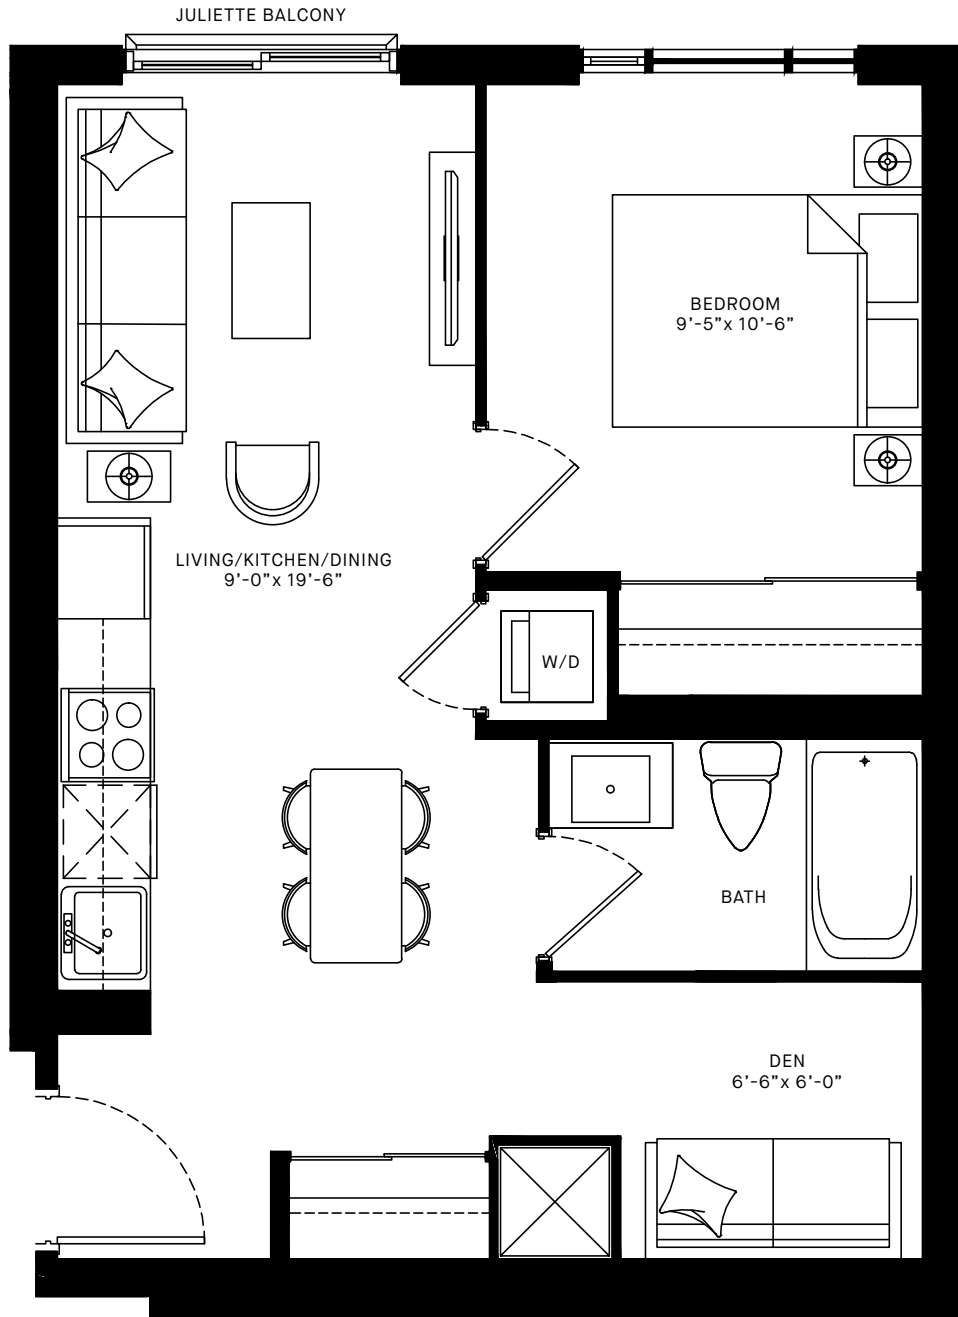 JULIETTE BALCONY
BEDROOM
9’-5”x 10’-6”
LIVING/KITCHEN/DINING
9’-0”x 19’-6”
W/D
BATH
DEN
6’-6”x 6’-0”